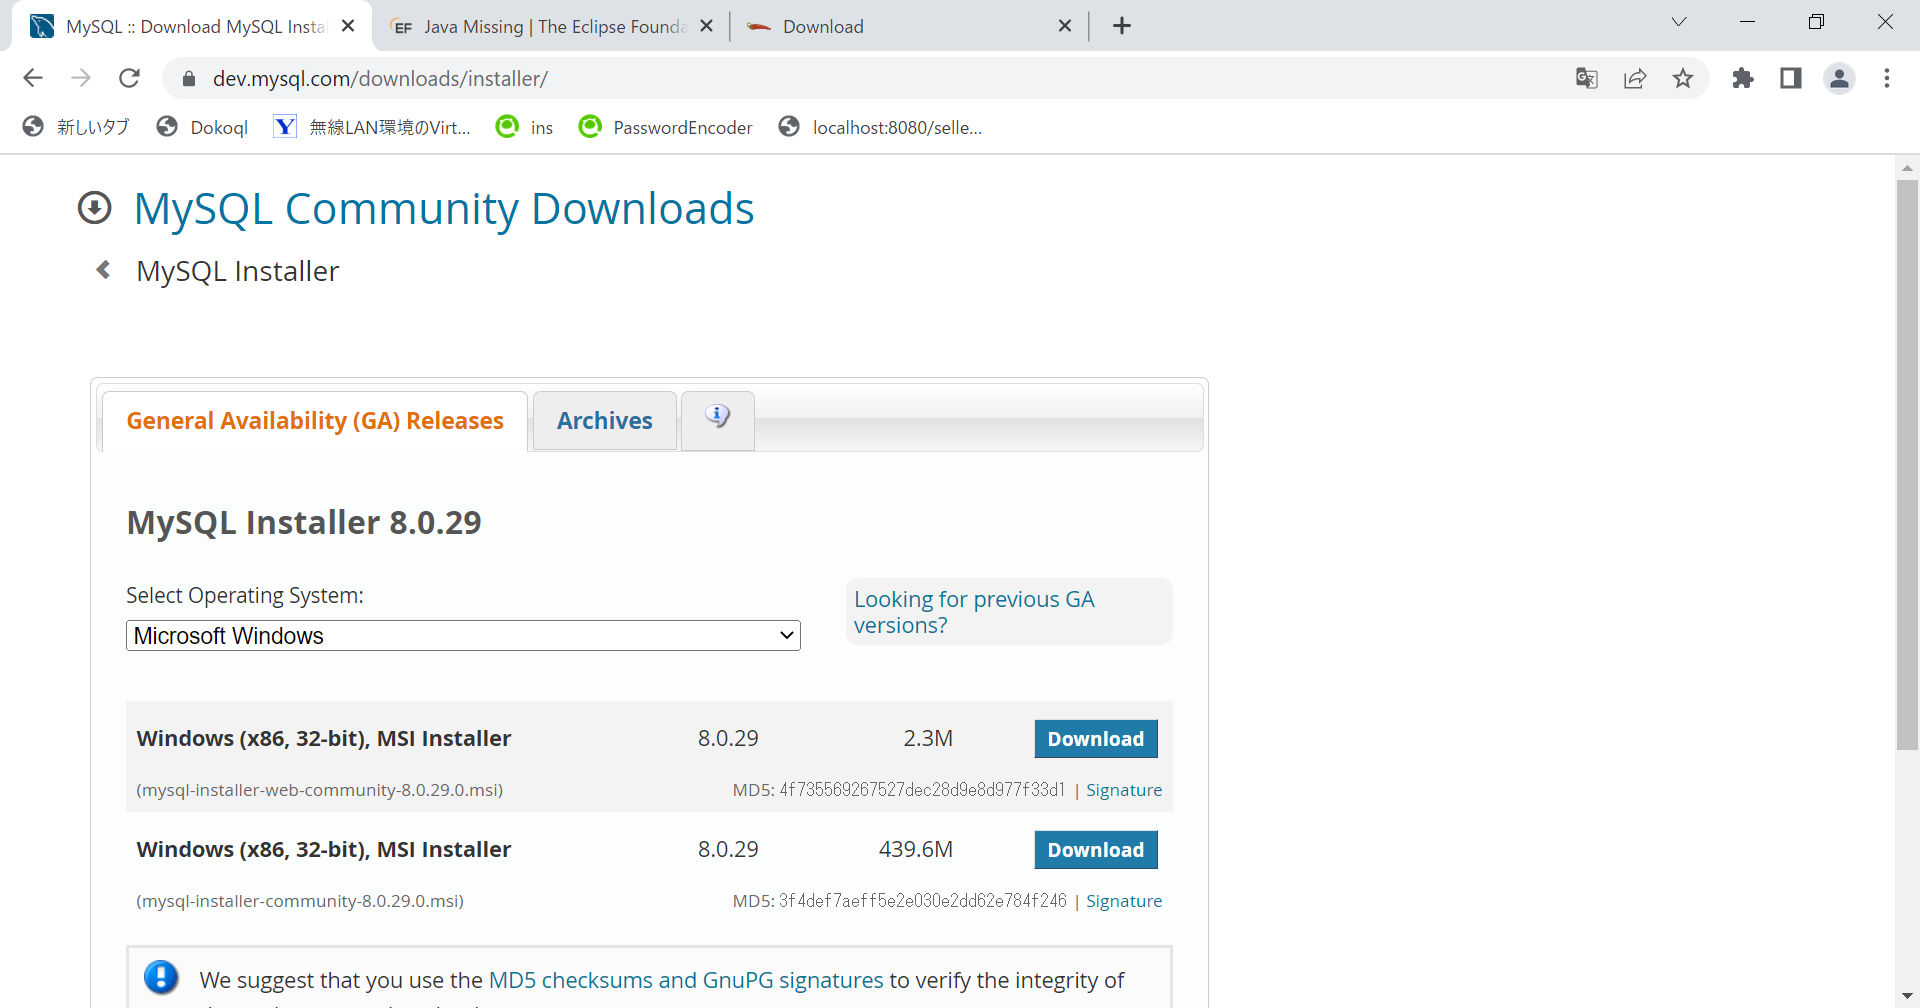 MySQL :: Download MySQL Insta
EF Java Missing | The Eclipse Founda
Download
dev.mysql.com/downloads/installer/
新しいタブ
Dokoql
Y 無線LAN環境のVirt...
ins
PasswordEncoder
localhost:8080/selle...
MySQL Community Downloads
MySQL Installer
General Availability (GA) Releases
Archives
MySQL Installer 8.0.29
Select Operating System:
Looking for previous GA
versions?
Microsoft Windows
Windows (x86, 32-bit), MSI Installer 8.0.29 2.3M Download
(mysql-installer-web-community-8.0.29.0.msi) MD5: 4f735569267527dec28d9e8d977f33d1 | Signature
Windows (x86, 32-bit), MSI Installer 8.0.29 439.6M Download
(mysql-installer-community-8.0.29.0.msi) MD5: 3f4def7aeff5e2e030e2dd62e784f246 | Signature
We suggest that you use the MD5 checksums and GnuPG signatures to verify the integrity of